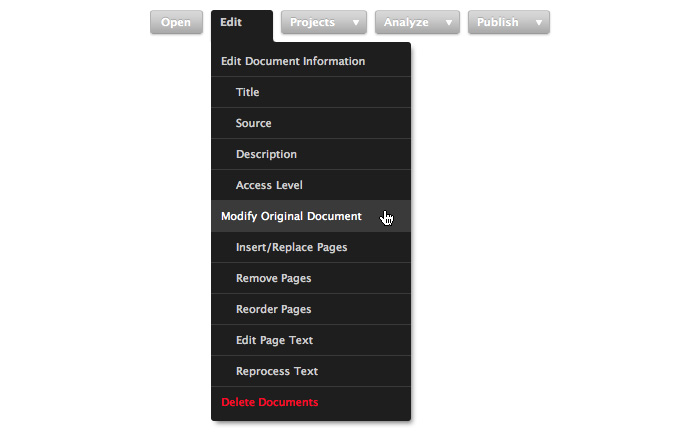 Open Edit Projects Analyze Publish
Edit Document Information
Title
Source
Description
Access Level
Modify Original Document
Insert/Replace Pages
Remove Pages
Reorder Pages
Edit Page Text
Reprocess Text
Delete Documents